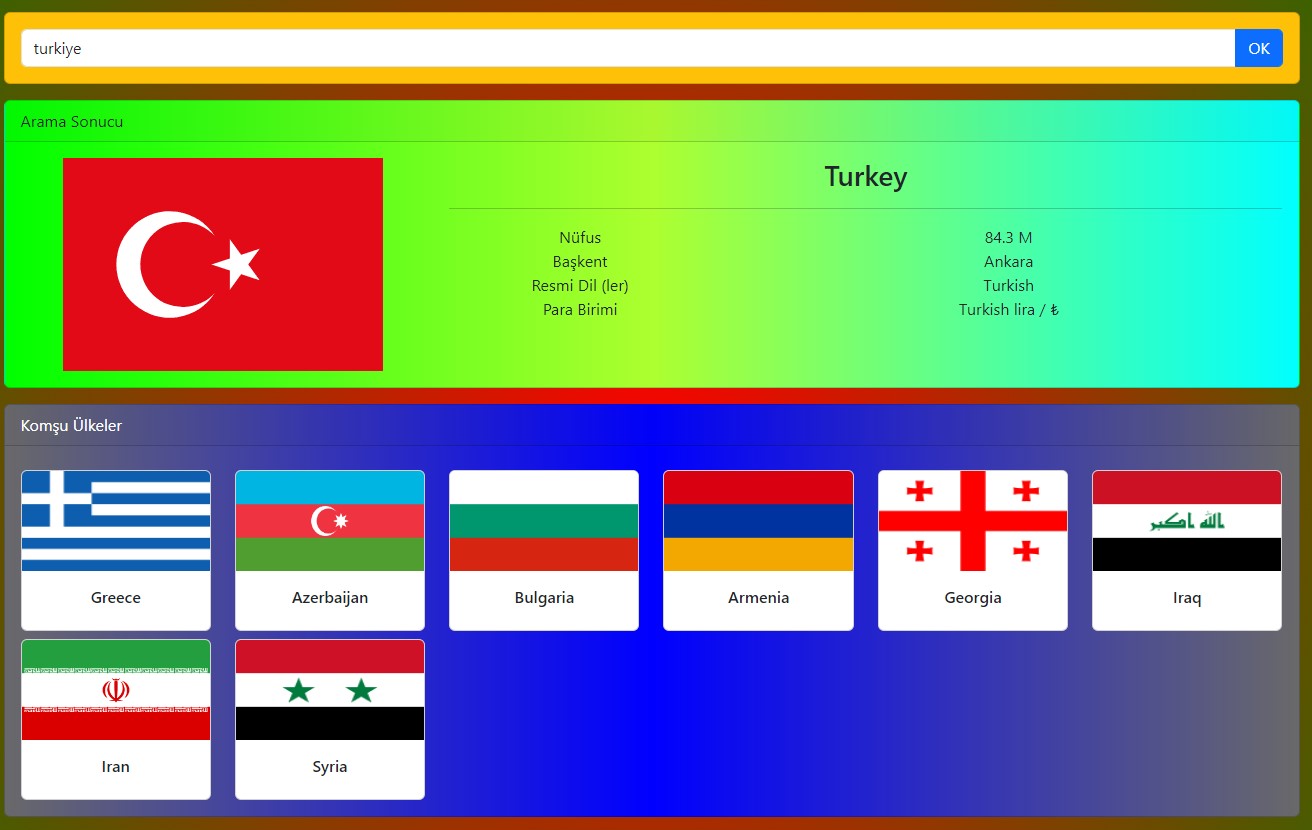 turkiye
OK
Arama Sonucu
Turkey
Nüfus 84.3 M
Başkent Ankara
Resmi Dil (ler) Turkish
Para Birimi Turkish lira / ₺
Komşu Ülkeler
الله اكبر
Greece Azerbaijan Bulgaria Armenia Georgia Iraq
Iran Syria